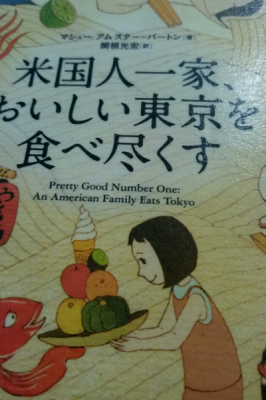 マシュー・アムスター=バートン(著)
関根光宏(訳)
米国人一家、
おいしい東京を
食べ尽くす
Pretty Good Number One:
An American Family Eats Tokyo